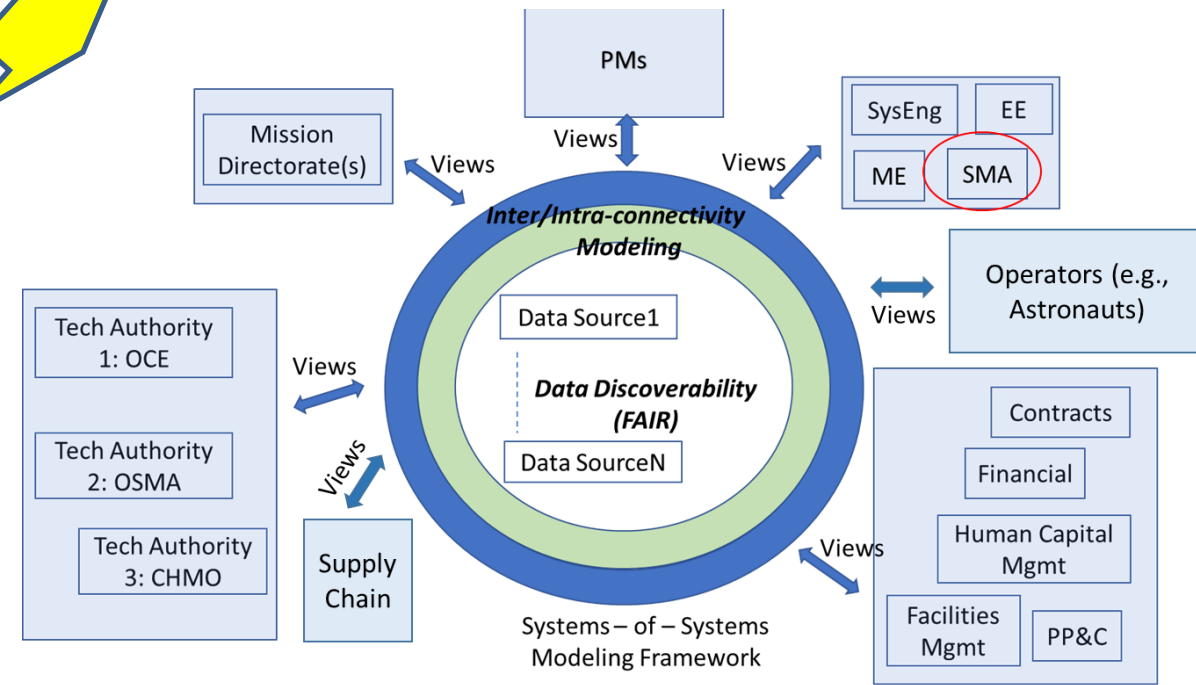 PMs
Views
Mission
Directorate(s)
Views
SysEng
EE
ME
SMA
Views
Inter/Intra-connectivity
Modeling
Data Source1
Data Discoverability
(FAIR)
Data SourceN
Operators (e.g.,
Astronauts)
Views
Tech Authority
1: OCE
Tech Authority
2: OSMA
Tech Authority
3: CHMO
Views
Supply
Chain
Views
Contracts
Financial
Human Capital
Mgmt
Facilities
Mgmt
PP&C
Views
Systems – of – Systems
Modeling Framework